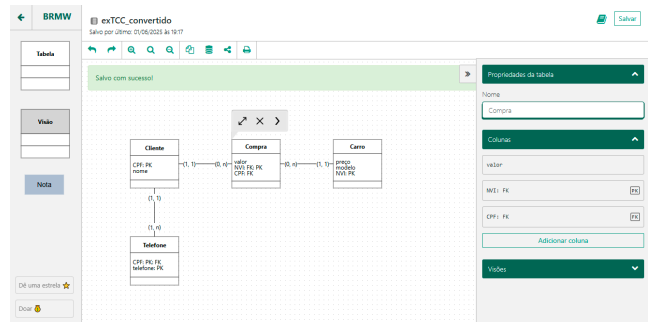 BRMW
exTCC_convertido
Salvo por último: 01/06/2025 às 19:17
Salvar
Tabela
Visão
Nota
Dê uma estrela
Doar
Salvo com sucesso!
Cliente
CPF: PK
nome
(1, 1)
(0, n)
Compra
valor
NVI: FK; PK
CPF: FK
(0, n)
(1, 1)
Carro
preço
modelo
NVI: PK
(1, 1)
(1, n)
Telefone
CPF: PK; FK
telefone: PK
Propriedades da tabela
Nome
Compra
Colunas
valor
NVI: FK
PK
CPF: FK
FK
Adicionar coluna
Visões